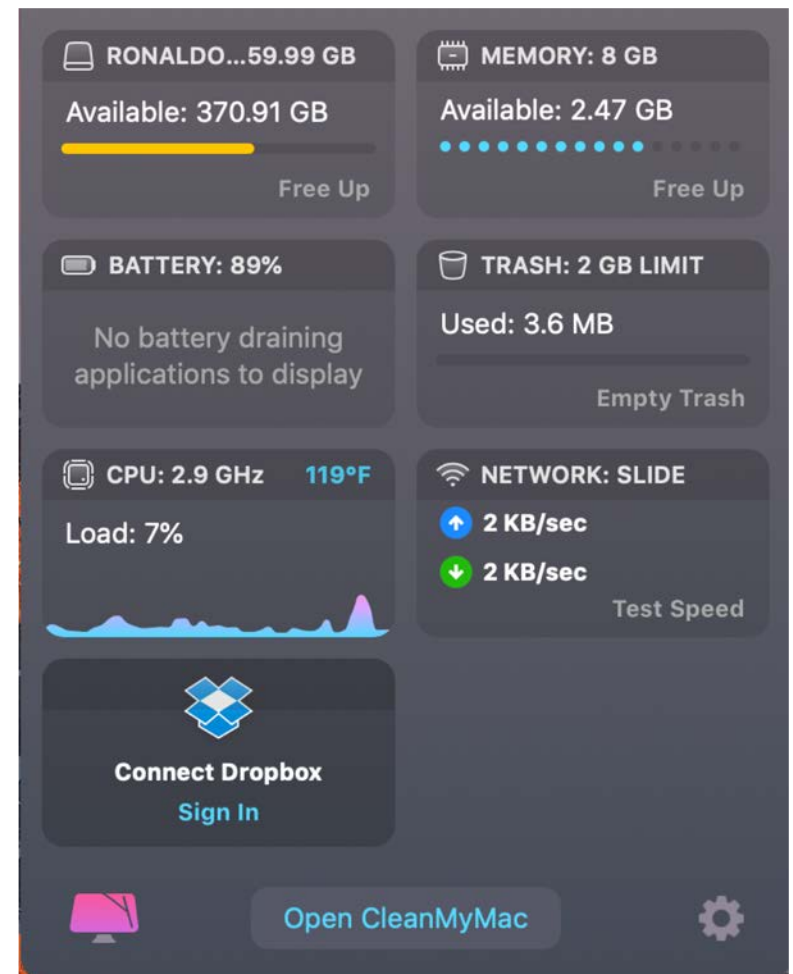 RONALDO...59.99 GB
Available: 370.91 GB
Free Up
MEMORY: 8 GB
Available: 2.47 GB
Free Up
BATTERY: 89%
No battery draining
applications to display
TRASH: 2 GB LIMIT
Used: 3.6 MB
Empty Trash
CPU: 2.9 GHz 119°F
Load: 7%
NETWORK: SLIDE
2 KB/sec
2 KB/sec
Test Speed
Connect Dropbox
Sign In
Open CleanMyMac